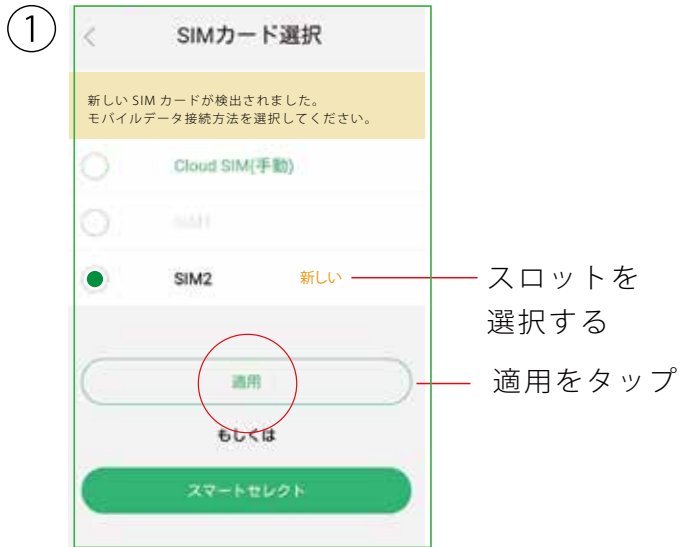 ①
< SIMカード選択
新しい SIM カードが検出されました。
モバイルデータ接続方法を選択してください。
Cloud SIM(手動)
SIM1
SIM2 新しい
スロットを
選択する
適用
適用をタップ
もしくは
スマートセレクト